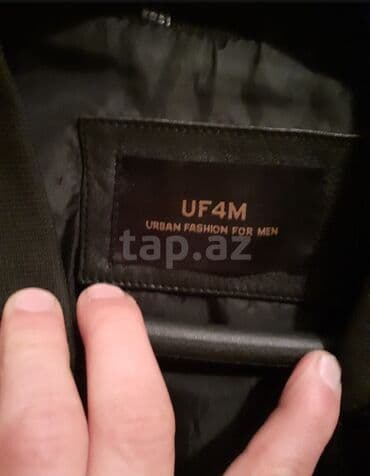 UF4M
URBAN FASHION FOR MEN
tap.az